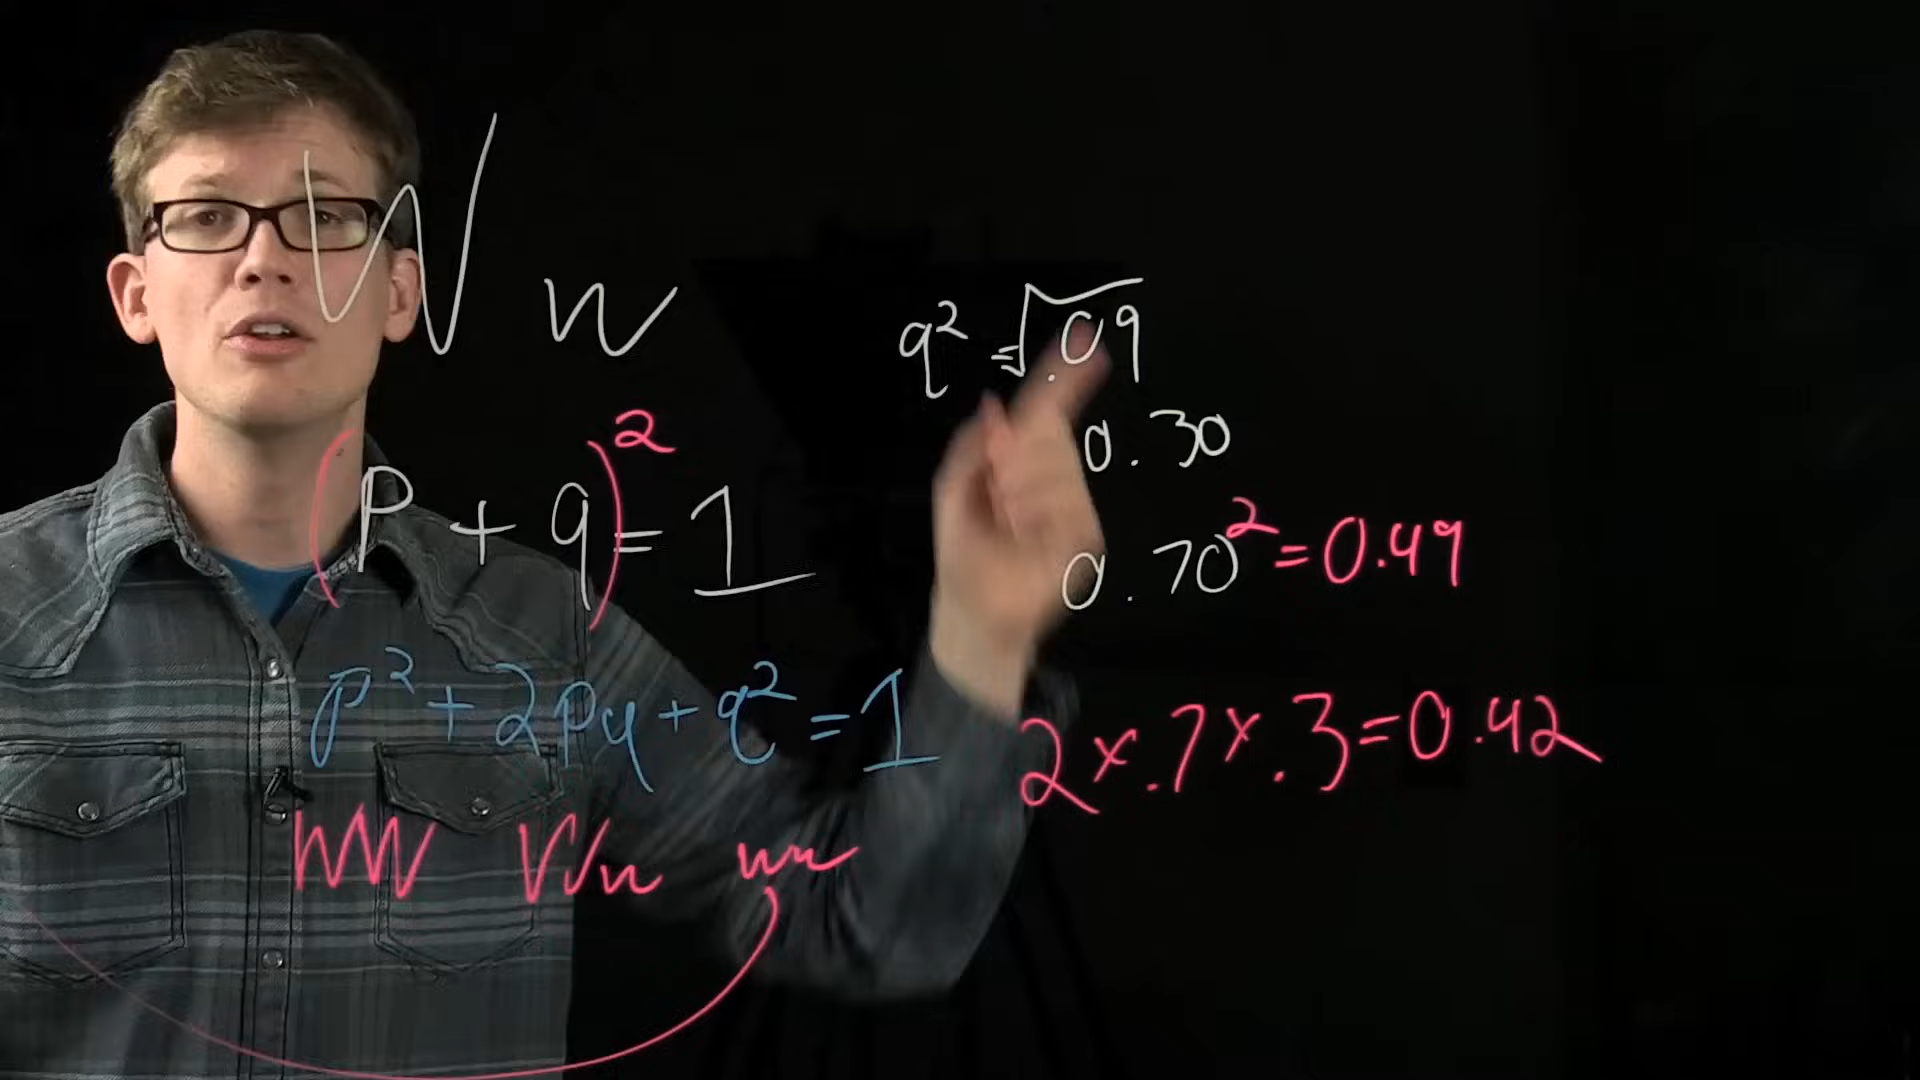 W w
(p + q)² = 1
p² + 2pq + q² = 1
WW Ww ww
q² = √.09
0.30
0.70² = 0.49
2 × .7 × .3 = 0.42